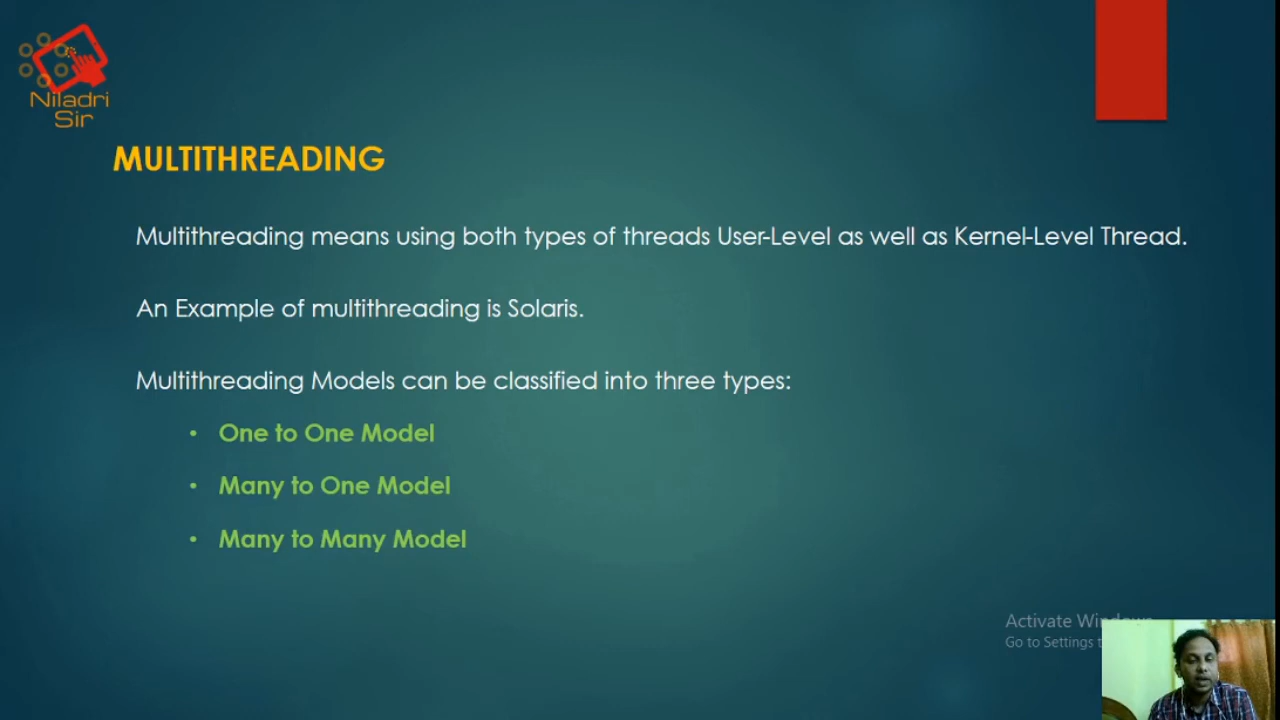 Niladri
Sir
MULTITHREADING
Multithreading means using both types of threads User-Level as well as Kernel-Level Thread.
An Example of multithreading is Solaris.
Multithreading Models can be classified into three types:
• One to One Model
• Many to One Model
• Many to Many Model
Activate Windows
Go to Settings